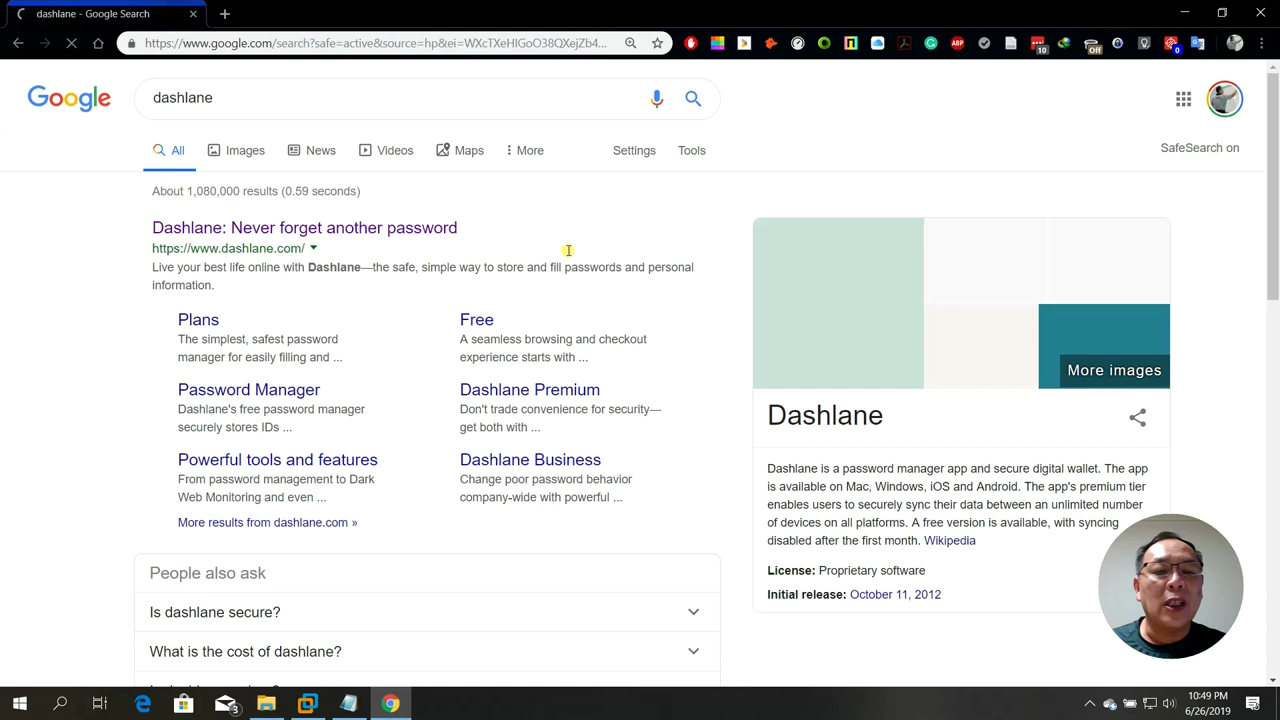 dashlane - Google Search
https://www.google.com/search?safe=active&source=hp&ei=WXcTXeHIGoO38QXejZb4...
10
Off
0
Google
dashlane
All
Images
News
Videos
Maps
More
Settings
Tools
SafeSearch on
About 1,080,000 results (0.59 seconds)
Dashlane: Never forget another password
https://www.dashlane.com/
Live your best life online with Dashlane—the safe, simple way to store and fill passwords and personal
information.
Plans
The simplest, safest password
manager for easily filling and ...
Free
A seamless browsing and checkout
experience starts with ...
Password Manager
Dashlane's free password manager
securely stores IDs ...
Dashlane Premium
Don't trade convenience for security—
get both with ...
Powerful tools and features
From password management to Dark
Web Monitoring and even ...
Dashlane Business
Change poor password behavior
company-wide with powerful ...
More results from dashlane.com »
People also ask
Is dashlane secure?
What is the cost of dashlane?
More images
Dashlane
Dashlane is a password manager app and secure digital wallet. The app
is available on Mac, Windows, iOS and Android. The app's premium tier
enables users to securely sync their data between an unlimited number
of devices on all platforms. A free version is available, with syncing
disabled after the first month. Wikipedia
License: Proprietary software
Initial release: October 11, 2012
3
10:49 PM
6/26/2019